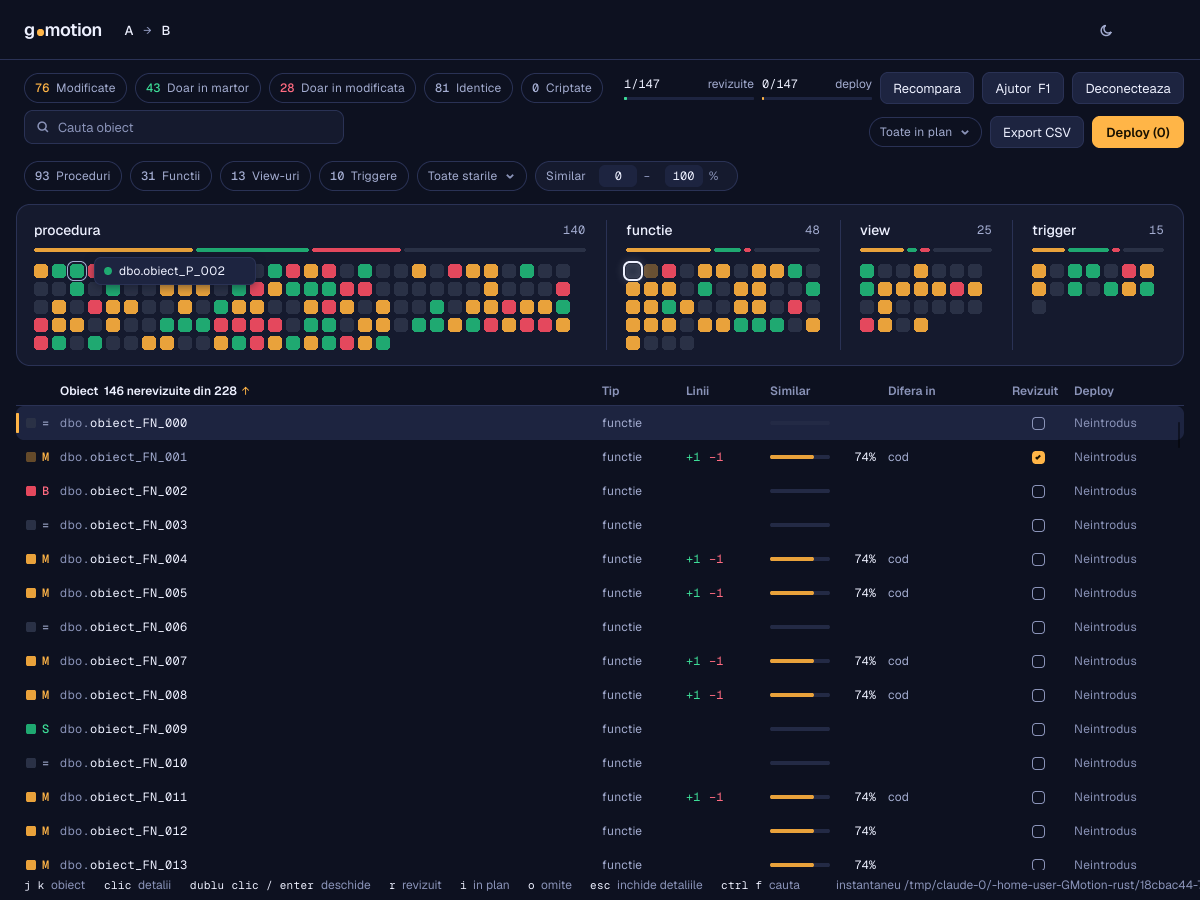 g●motion A → B
76 Modificate 43 Doar in martor 28 Doar in modificata 81 Identice 0 Criptate 1/147 revizuite 0/147 deploy Recompara Ajutor F1 Deconecteaza
Cauta obiect Toate in plan Export CSV Deploy (0)
93 Proceduri 31 Functii 13 View-uri 10 Triggere Toate starile Similar 0 – 100 %
procedura 140 functie 48 view 25 trigger 15
dbo.obiect_P_002
Obiect 146 nerevizuite din 228 ↑ Tip Linii Similar Difera in Revizuit Deploy
= dbo.obiect_FN_000 functie Neintrodus
M dbo.obiect_FN_001 functie +1 −1 74% cod Neintrodus
B dbo.obiect_FN_002 functie Neintrodus
= dbo.obiect_FN_003 functie Neintrodus
M dbo.obiect_FN_004 functie +1 −1 74% cod Neintrodus
M dbo.obiect_FN_005 functie +1 −1 74% cod Neintrodus
= dbo.obiect_FN_006 functie Neintrodus
M dbo.obiect_FN_007 functie +1 −1 74% cod Neintrodus
M dbo.obiect_FN_008 functie +1 −1 74% cod Neintrodus
S dbo.obiect_FN_009 functie Neintrodus
= dbo.obiect_FN_010 functie Neintrodus
M dbo.obiect_FN_011 functie +1 −1 74% cod Neintrodus
M dbo.obiect_FN_012 functie 74% Neintrodus
M dbo.obiect_FN_013 functie 74% Neintrodus
j k obiect clic detalii dublu clic / enter deschide r revizuit i in plan o omite esc inchide detaliile ctrl f cauta instantaneu /tmp/claude-0/-home-user-GMotion-rust/18cbac44-